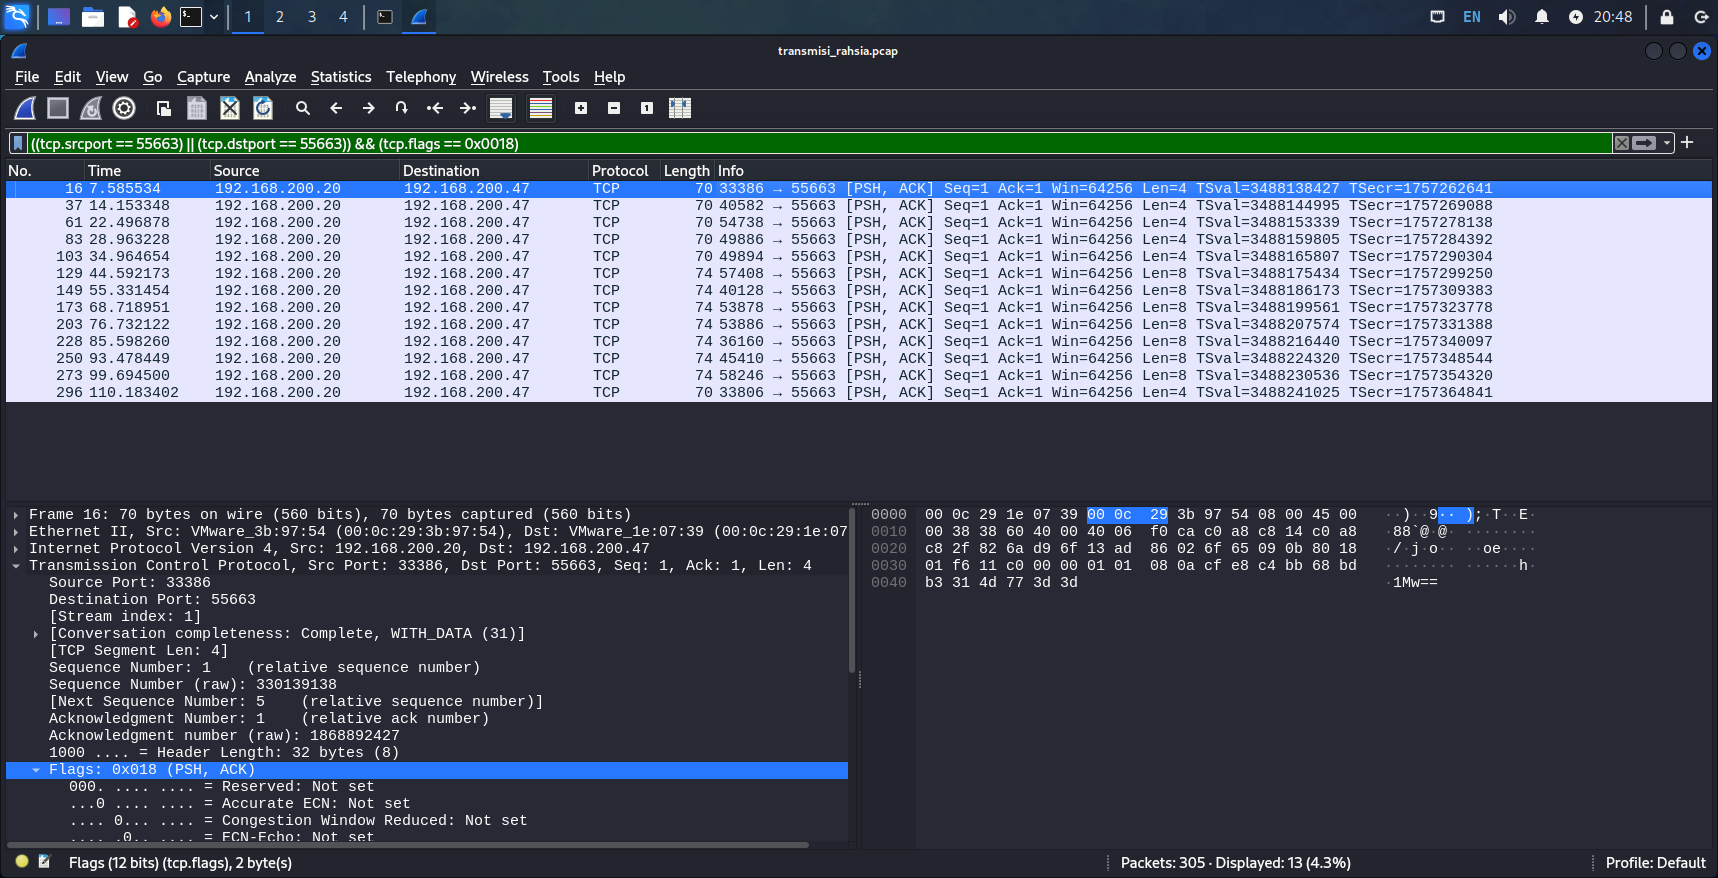 1 2 3 4 EN 20:48
transmisi_rahsia.pcap
File Edit View Go Capture Analyze Statistics Telephony Wireless Tools Help
((tcp.srcport == 55663) || (tcp.dstport == 55663)) && (tcp.flags == 0x0018)
No. Time Source Destination Protocol Length Info
16 7.585534 192.168.200.20 192.168.200.47 TCP 70 33386 → 55663 [PSH, ACK] Seq=1 Ack=1 Win=64256 Len=4 TSval=3488138427 TSecr=1757262641
37 14.153348 192.168.200.20 192.168.200.47 TCP 70 40582 → 55663 [PSH, ACK] Seq=1 Ack=1 Win=64256 Len=4 TSval=3488144995 TSecr=1757269088
61 22.496878 192.168.200.20 192.168.200.47 TCP 70 54738 → 55663 [PSH, ACK] Seq=1 Ack=1 Win=64256 Len=4 TSval=3488153339 TSecr=1757278138
83 28.963228 192.168.200.20 192.168.200.47 TCP 70 49886 → 55663 [PSH, ACK] Seq=1 Ack=1 Win=64256 Len=4 TSval=3488159805 TSecr=1757284392
103 34.964654 192.168.200.20 192.168.200.47 TCP 70 49894 → 55663 [PSH, ACK] Seq=1 Ack=1 Win=64256 Len=4 TSval=3488165807 TSecr=1757290304
129 44.592173 192.168.200.20 192.168.200.47 TCP 74 57408 → 55663 [PSH, ACK] Seq=1 Ack=1 Win=64256 Len=8 TSval=3488175434 TSecr=1757299250
149 55.331454 192.168.200.20 192.168.200.47 TCP 74 40128 → 55663 [PSH, ACK] Seq=1 Ack=1 Win=64256 Len=8 TSval=3488186173 TSecr=1757309383
173 68.718951 192.168.200.20 192.168.200.47 TCP 74 53878 → 55663 [PSH, ACK] Seq=1 Ack=1 Win=64256 Len=8 TSval=3488199561 TSecr=1757323778
203 76.732122 192.168.200.20 192.168.200.47 TCP 74 53886 → 55663 [PSH, ACK] Seq=1 Ack=1 Win=64256 Len=8 TSval=3488207574 TSecr=1757331388
228 85.598260 192.168.200.20 192.168.200.47 TCP 74 36160 → 55663 [PSH, ACK] Seq=1 Ack=1 Win=64256 Len=8 TSval=3488216440 TSecr=1757340097
250 93.478449 192.168.200.20 192.168.200.47 TCP 74 45410 → 55663 [PSH, ACK] Seq=1 Ack=1 Win=64256 Len=8 TSval=3488224320 TSecr=1757348544
273 99.694500 192.168.200.20 192.168.200.47 TCP 74 58246 → 55663 [PSH, ACK] Seq=1 Ack=1 Win=64256 Len=8 TSval=3488230536 TSecr=1757354320
296 110.183402 192.168.200.20 192.168.200.47 TCP 70 33806 → 55663 [PSH, ACK] Seq=1 Ack=1 Win=64256 Len=4 TSval=3488241025 TSecr=1757364841
Frame 16: 70 bytes on wire (560 bits), 70 bytes captured (560 bits)
Ethernet II, Src: VMware_3b:97:54 (00:0c:29:3b:97:54), Dst: VMware_1e:07:39 (00:0c:29:1e:07
Internet Protocol Version 4, Src: 192.168.200.20, Dst: 192.168.200.47
Transmission Control Protocol, Src Port: 33386, Dst Port: 55663, Seq: 1, Ack: 1, Len: 4
Source Port: 33386
Destination Port: 55663
[Stream index: 1]
[Conversation completeness: Complete, WITH_DATA (31)]
[TCP Segment Len: 4]
Sequence Number: 1 (relative sequence number)
Sequence Number (raw): 330139138
[Next Sequence Number: 5 (relative sequence number)]
Acknowledgment Number: 1 (relative ack number)
Acknowledgment number (raw): 1868892427
1000 .... = Header Length: 32 bytes (8)
Flags: 0x018 (PSH, ACK)
000. .... .... = Reserved: Not set
...0 .... .... = Accurate ECN: Not set
.... 0... .... = Congestion Window Reduced: Not set
.... .0.. .... = ECN-Echo: Not set
0000 00 0c 29 1e 07 39 00 0c 29 3b 97 54 08 00 45 00 ··)··9·· );·T··E·
0010 00 38 38 60 40 00 40 06 f0 ca c0 a8 c8 14 c0 a8 ·88`@·@· ········
0020 c8 2f 82 6a d9 6f 13 ad 86 02 6f 65 09 0b 80 18 ·/·j·o·· ··oe····
0030 01 f6 11 c0 00 00 01 01 08 0a cf e8 c4 bb 68 bd ········ ······h·
0040 b3 31 4d 77 3d 3d ·1Mw==
Flags (12 bits) (tcp.flags), 2 byte(s) Packets: 305 · Displayed: 13 (4.3%) Profile: Default